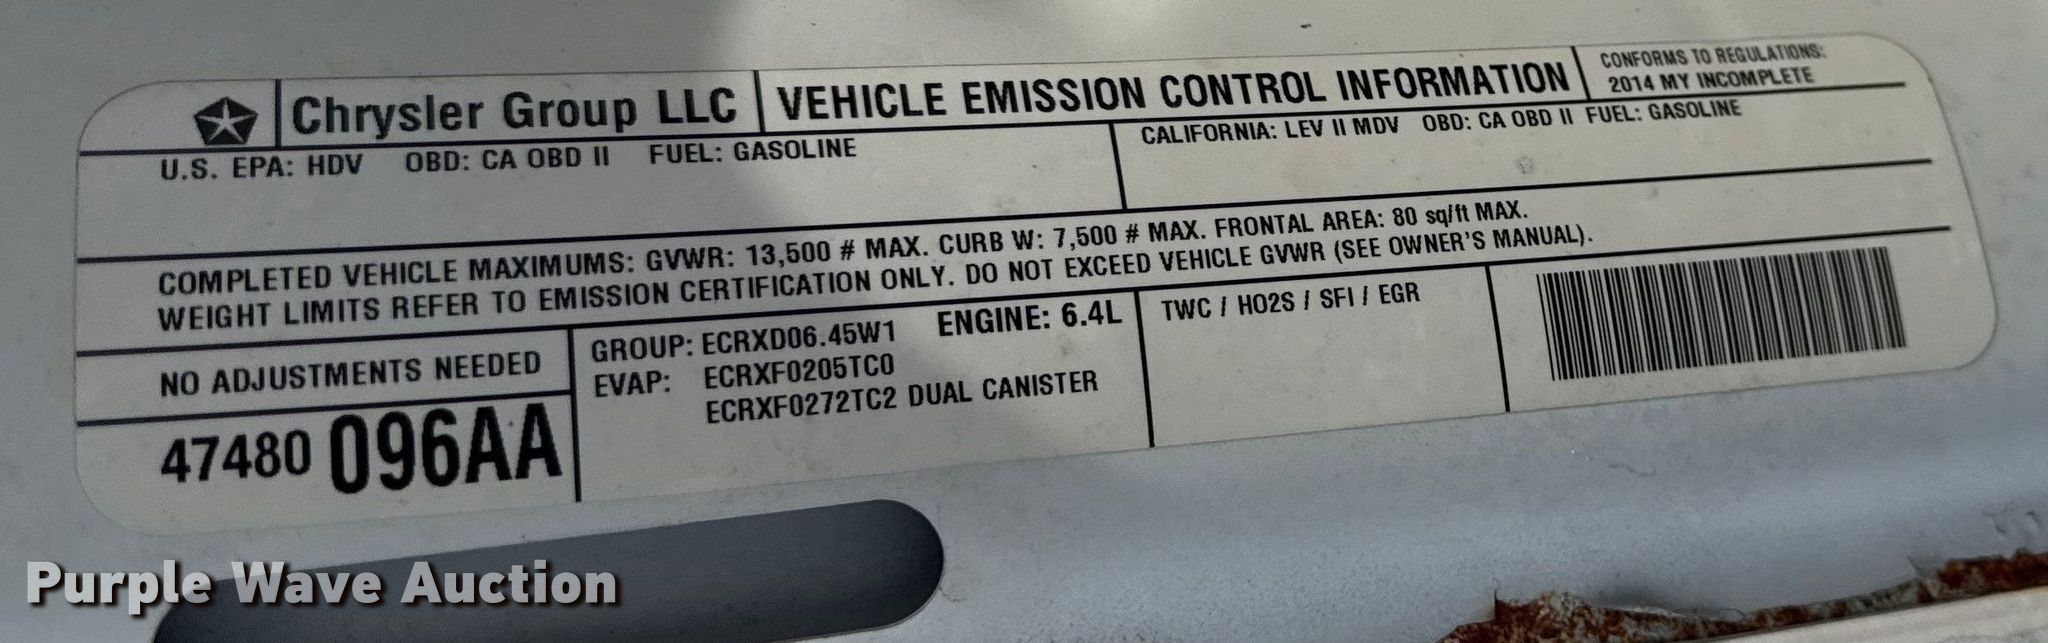 Chrysler Group LLC
VEHICLE EMISSION CONTROL INFORMATION
CONFORMS TO REGULATIONS:
2014 MY INCOMPLETE
U.S. EPA: HDV OBD: CA OBD II FUEL: GASOLINE
CALIFORNIA: LEV II MDV OBD: CA OBD II FUEL: GASOLINE
COMPLETED VEHICLE MAXIMUMS: GVWR: 13,500 # MAX. CURB W: 7,500 # MAX. FRONTAL AREA: 80 sq/ft MAX.
WEIGHT LIMITS REFER TO EMISSION CERTIFICATION ONLY. DO NOT EXCEED VEHICLE GVWR (SEE OWNER'S MANUAL).
NO ADJUSTMENTS NEEDED
47480 096AA
GROUP: ECRXD06.45W1 ENGINE: 6.4L
EVAP: ECRXF0205TC0
ECRXF0272TC2 DUAL CANISTER
TWC / HO2S / SFI / EGR
Purple Wave Auction